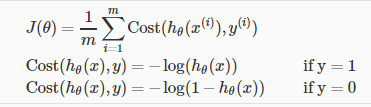 J(θ) = 1/m ∑_{i=1}^{m} Cost(h_θ(x^{(i)}), y^{(i)})
Cost(h_θ(x), y) = −log(h_θ(x)) if y = 1
Cost(h_θ(x), y) = −log(1 − h_θ(x)) if y = 0